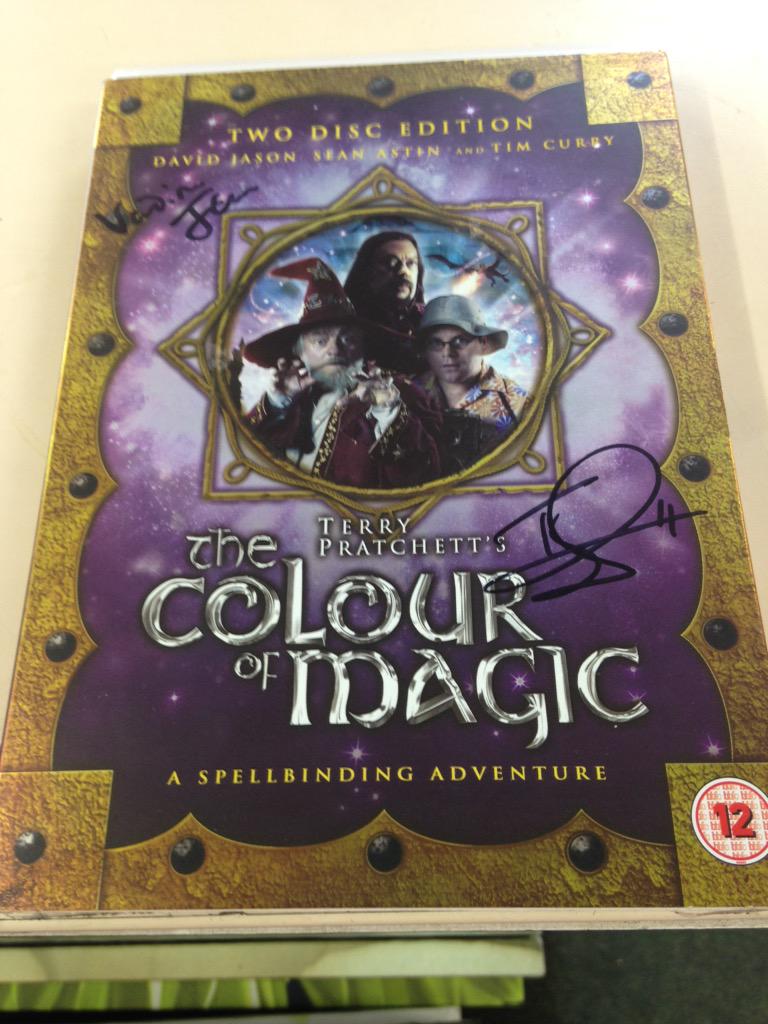 TWO DISC EDITION
DAVID JASON SEAN ASTIN AND TIM CURRY
TERRY
PRATCHETT'S
The
COLOUR
OF MAGIC
A SPELLBINDING ADVENTURE
12